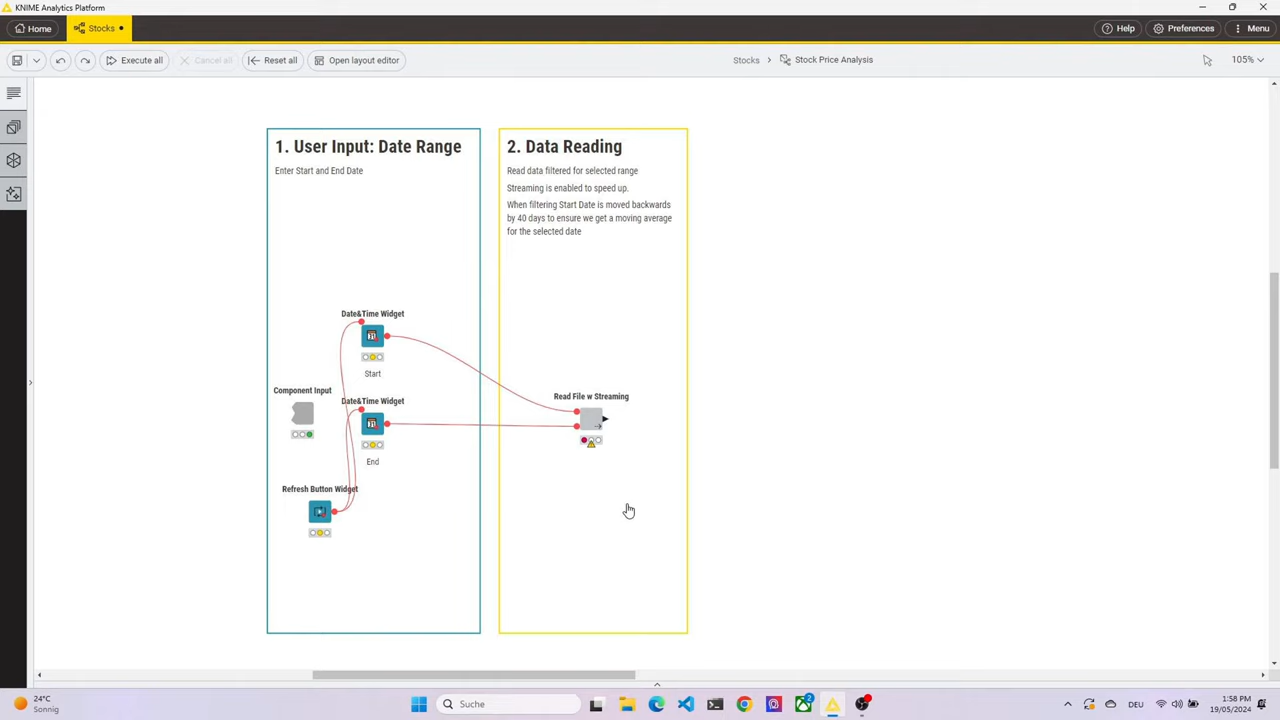 KNIME Analytics Platform
Home
Stocks
Help
Preferences
Menu
Execute all
Cancel all
Reset all
Open layout editor
Stocks
Stock Price Analysis
105%
1. User Input: Date Range
Enter Start and End Date
2. Data Reading
Read data filtered for selected range
Streaming is enabled to speed up.
When filtering Start Date is moved backwards
by 40 days to ensure we get a moving average
for the selected date
Date&Time Widget
Start
Component Input
Date&Time Widget
End
Read File w Streaming
Refresh Button Widget
24°C
Sonnig
Suche
2
DEU
1:58 PM
19/05/2024